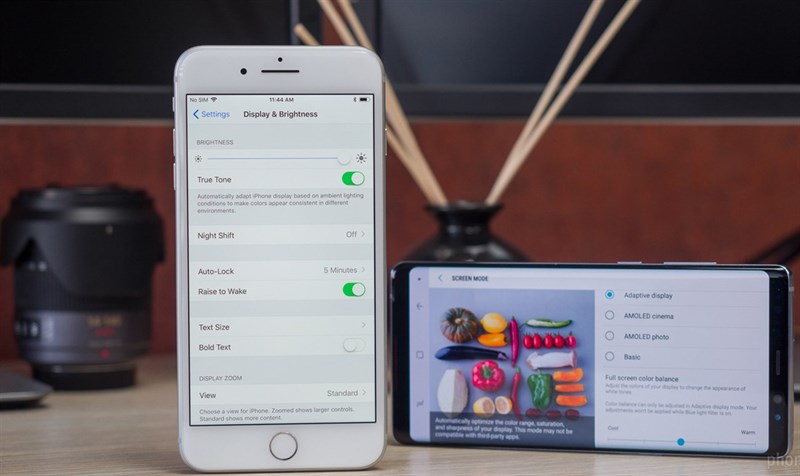 No SIM
11:44 AM
Settings
Display & Brightness
BRIGHTNESS
True Tone
Automatically adapt iPhone display based on ambient lighting
conditions to make colors appear consistent in different
environments.
Night Shift
Off
Auto-Lock
5 Minutes
Raise to Wake
Text Size
Bold Text
DISPLAY ZOOM
View
Standard
Choose a view for iPhone. Zoomed shows larger controls.
Standard shows more content.
SCREEN MODE
Automatically optimize the color range, saturation,
and sharpness of your display. This mode may not be
compatible with third-party apps.
Adaptive display
AMOLED cinema
AMOLED photo
Basic
Full screen color balance
Adjust the colors of your display to change the appearance of
white tones.
Color balance can only be adjusted in Adaptive display mode. Your
adjustments won't be applied while Blue light filter is on.
Cool
Warm
phon